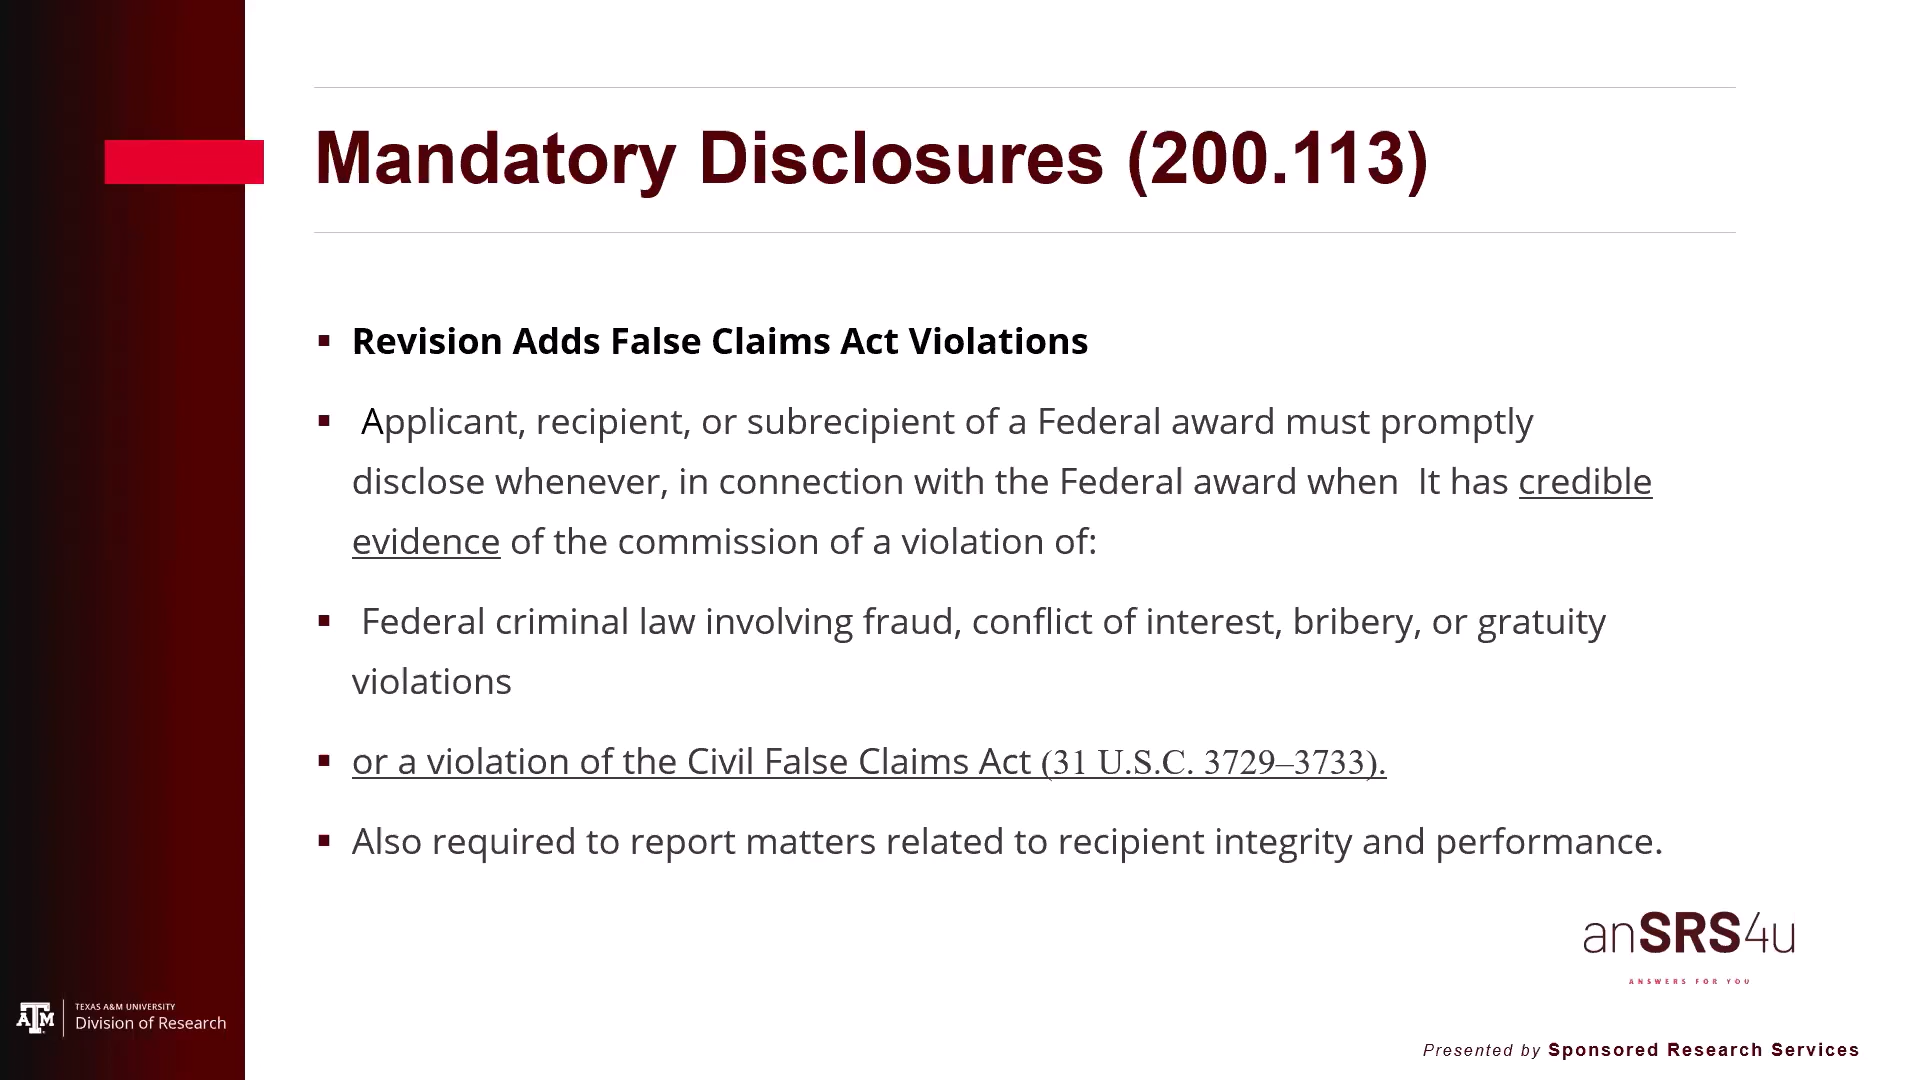 Mandatory Disclosures (200.113)
▪ Revision Adds False Claims Act Violations
▪ Applicant, recipient, or subrecipient of a Federal award must promptly
disclose whenever, in connection with the Federal award when  It has credible
evidence of the commission of a violation of:
▪ Federal criminal law involving fraud, conflict of interest, bribery, or gratuity
violations
▪ or a violation of the Civil False Claims Act (31 U.S.C. 3729–3733).
▪ Also required to report matters related to recipient integrity and performance.
anSRS4u
ANSWERS FOR YOU
ATM
TEXAS A&M UNIVERSITY
Division of Research
Presented by Sponsored Research Services